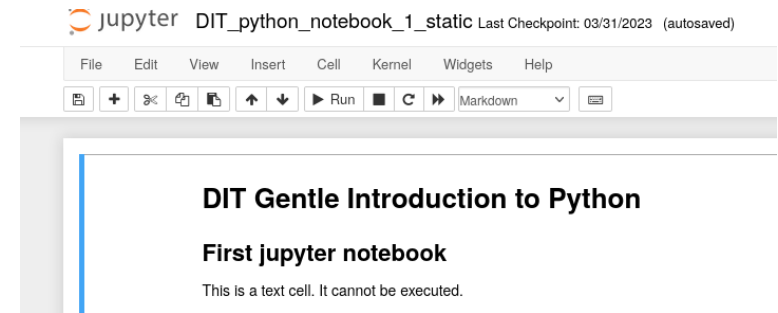 jupyter DIT_python_notebook_1_static Last Checkpoint: 03/31/2023 (autosaved)
File Edit View Insert Cell Kernel Widgets Help
Run Markdown
DIT Gentle Introduction to Python
First jupyter notebook
This is a text cell. It cannot be executed.